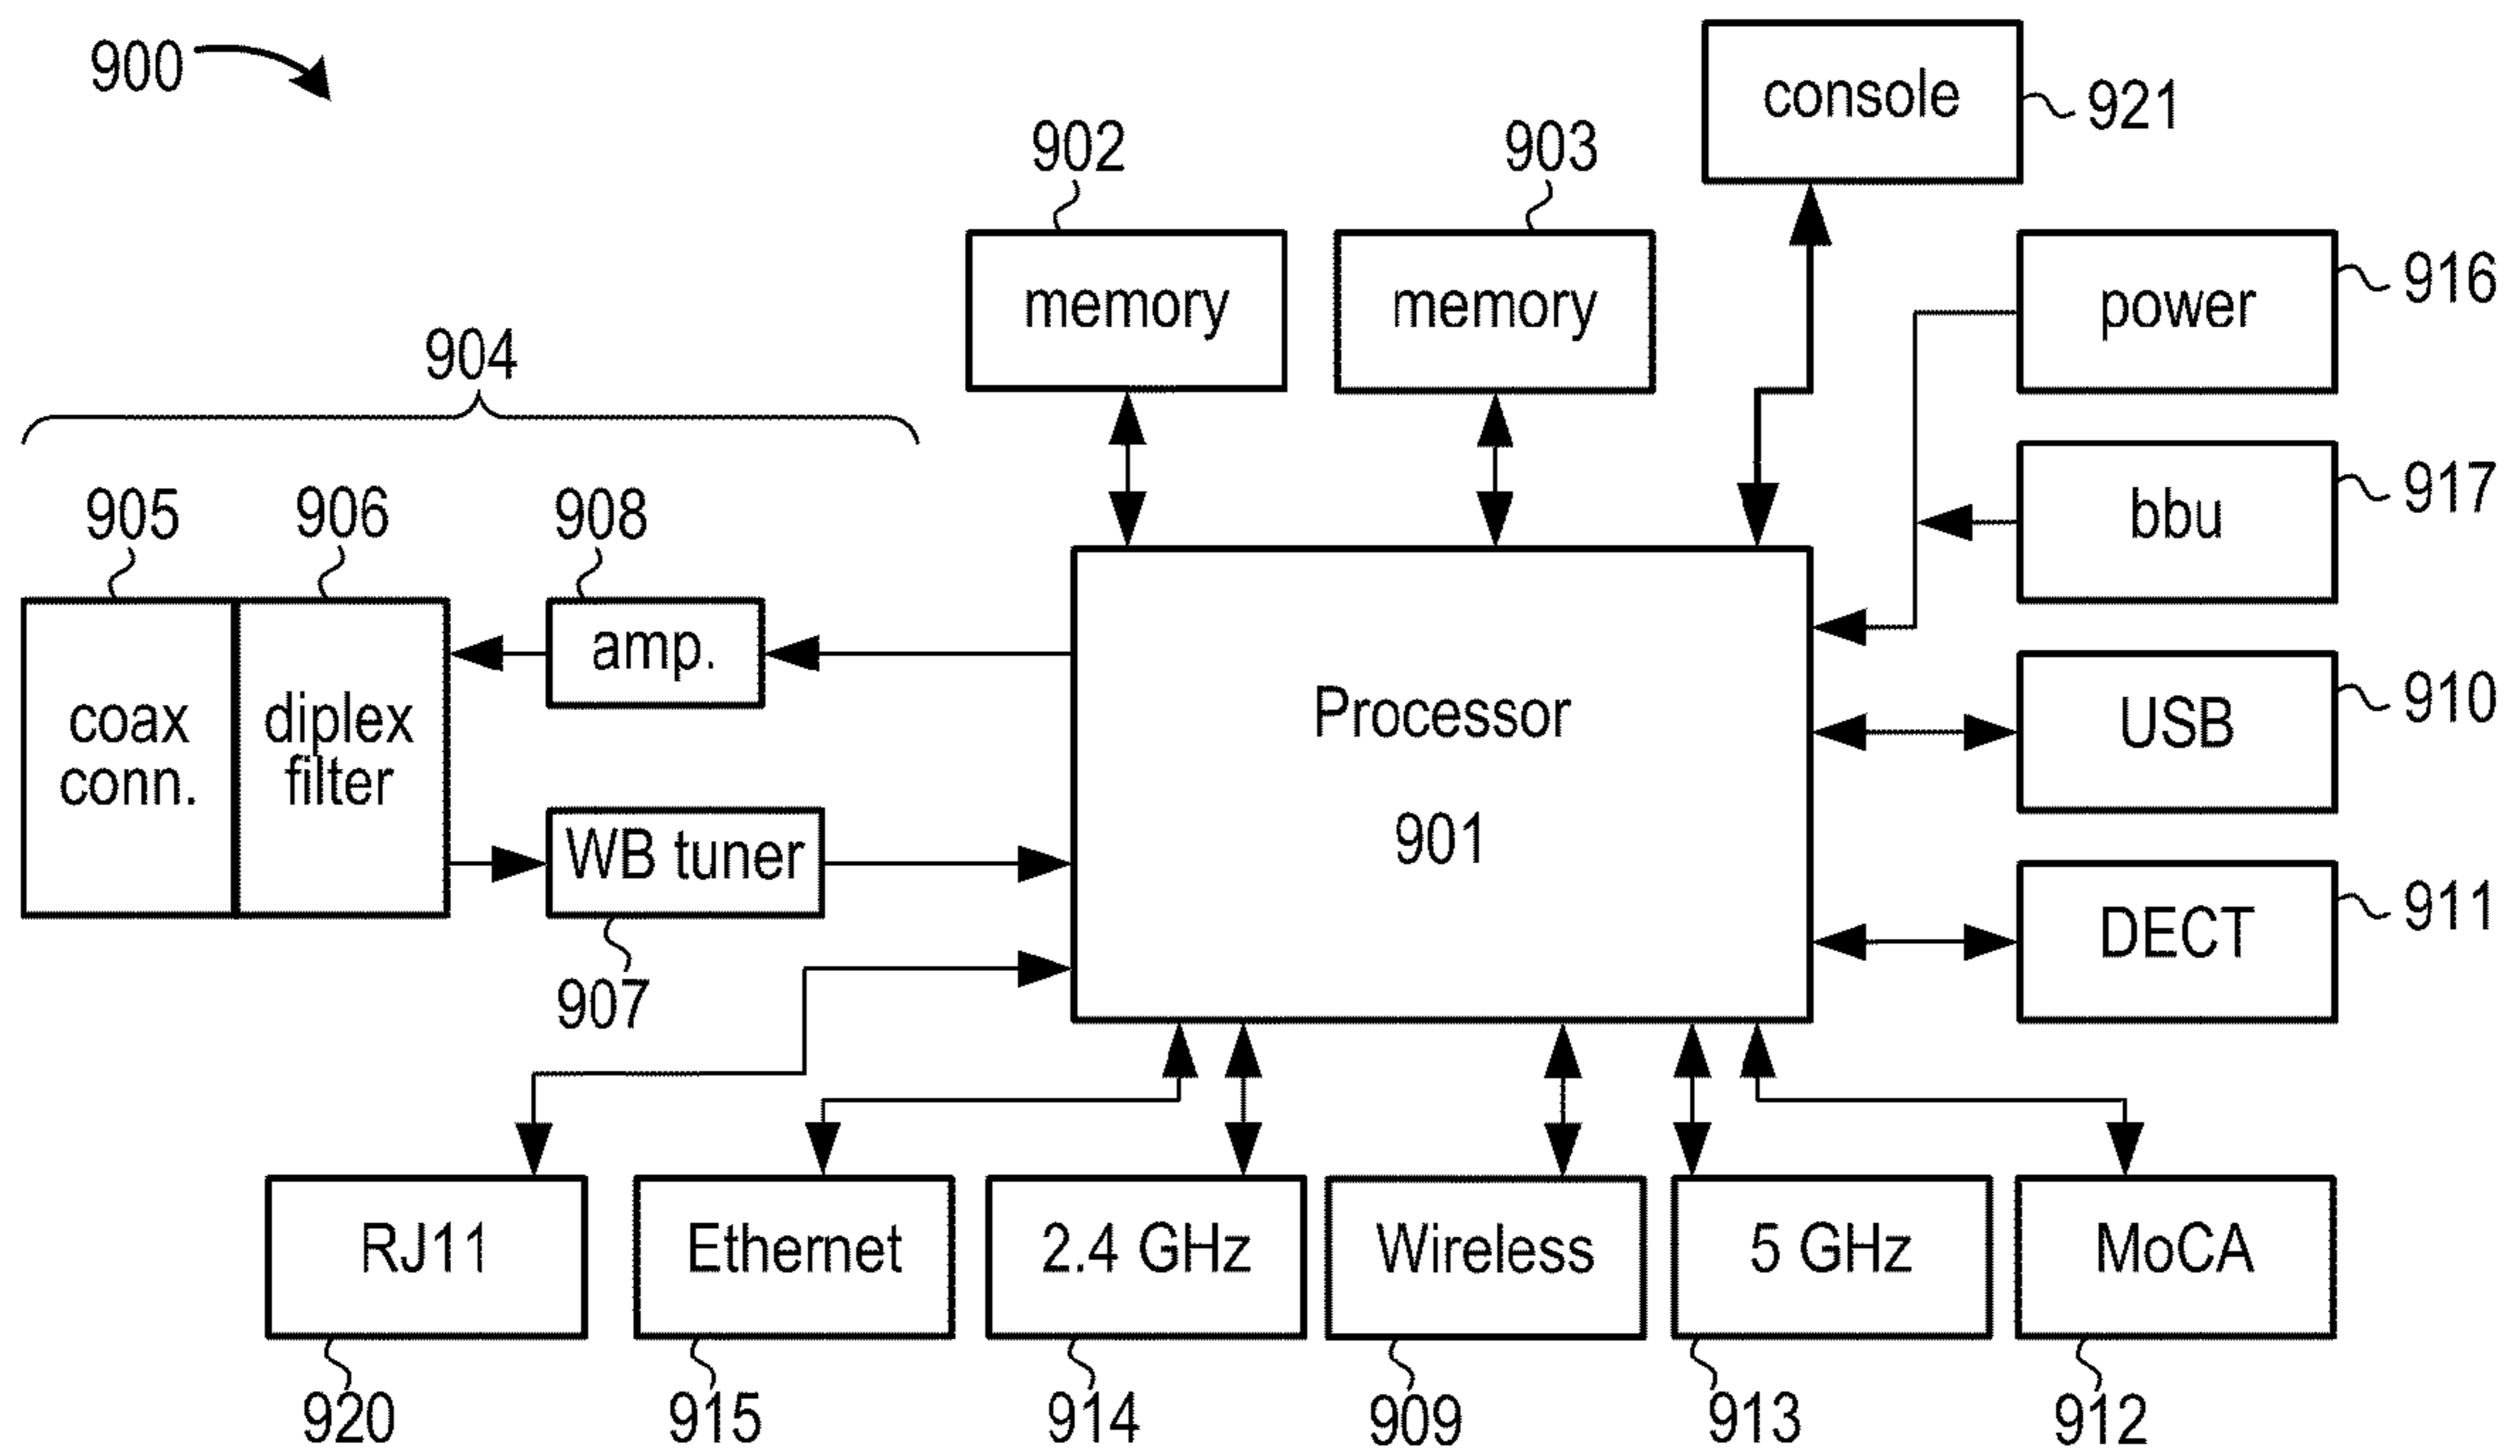 900
console
921
902
903
memory
memory
power
916
904
bbu
917
905
906
908
coax
conn.
diplex
filter
amp.
Processor
901
USB
910
WB tuner
907
DECT
911
RJ11
Ethernet
2.4 GHz
Wireless
5 GHz
MoCA
920
915
914
909
913
912